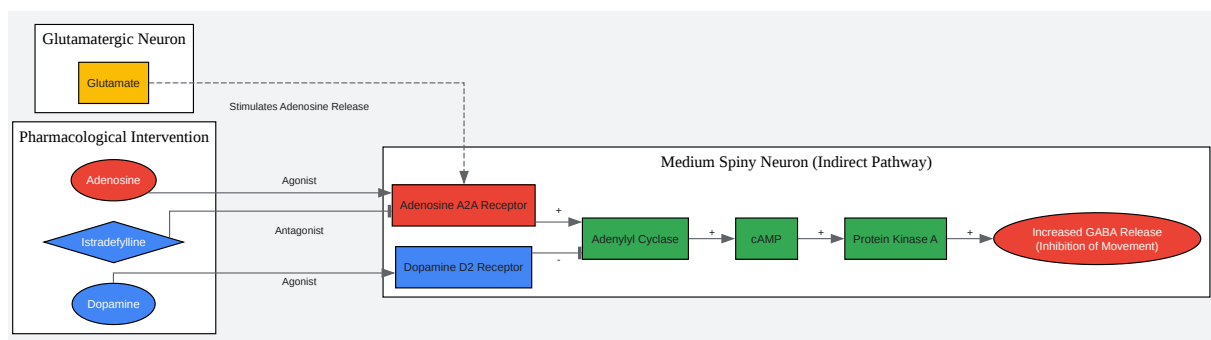 Glutamatergic Neuron
Glutamate
Stimulates Adenosine Release
Pharmacological Intervention
Adenosine
Agonist
Istradefylline
Antagonist
Dopamine
Agonist
Medium Spiny Neuron (Indirect Pathway)
Adenosine A2A Receptor
+
Dopamine D2 Receptor
-
Adenylyl Cyclase
+
cAMP
+
Protein Kinase A
+
Increased GABA Release
(Inhibition of Movement)